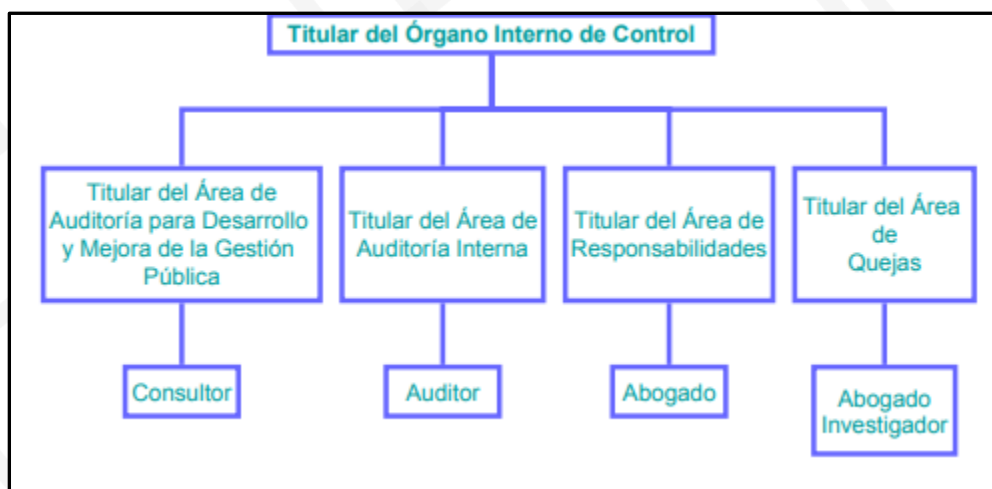 Titular del Órgano Interno de Control
Titular del Área de
Auditoría para Desarrollo
y Mejora de la Gestión
Pública
Titular del Área de
Auditoría Interna
Titular del Área de
Responsabilidades
Titular del Área
de
Quejas
Consultor
Auditor
Abogado
Abogado
Investigador